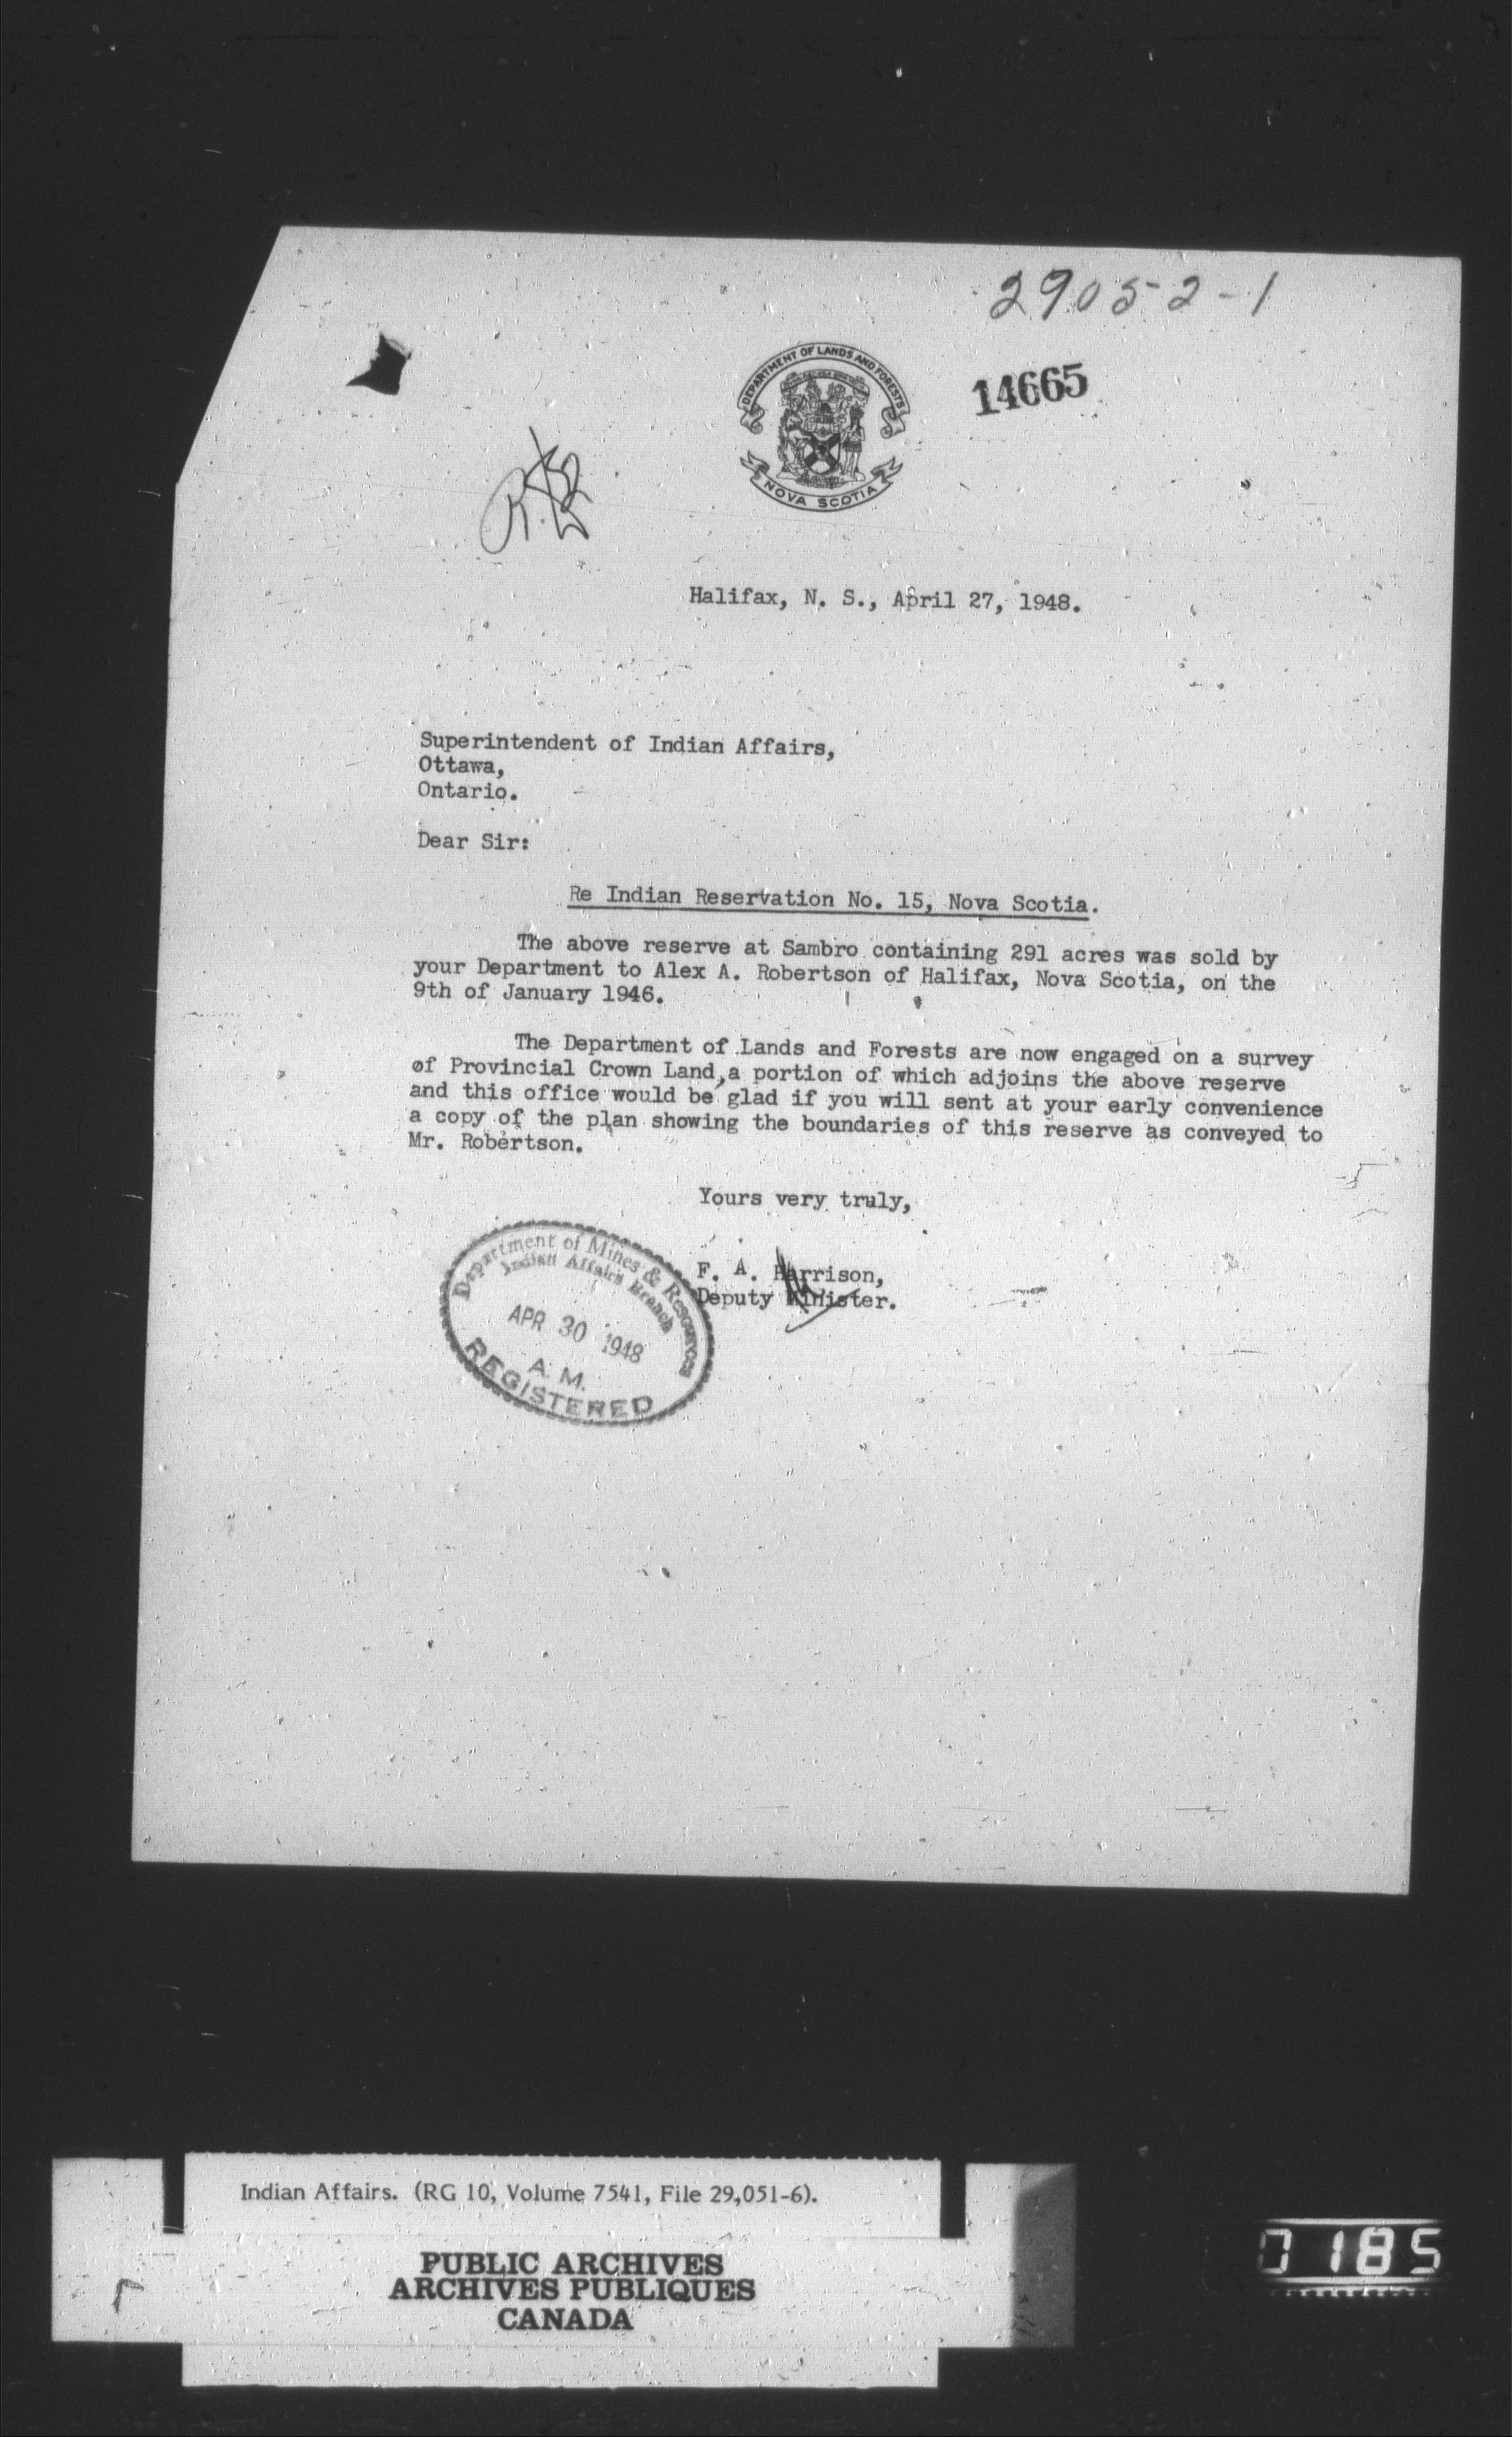 29052-1
DEPARTMENT OF LANDS AND FORESTS
NOVA SCOTIA
14665
Halifax, N. S., April 27, 1948.
Superintendent of Indian Affairs,
Ottawa,
Ontario.
Dear Sir:
Re Indian Reservation No. 15, Nova Scotia.
The above reserve at Sambro containing 291 acres was sold by
your Department to Alex A. Robertson of Halifax, Nova Scotia, on the
9th of January 1946.
The Department of Lands and Forests are now engaged on a survey
of Provincial Crown Land, a portion of which adjoins the above reserve
and this office would be glad if you will sent at your early convenience
a copy of the plan showing the boundaries of this reserve as conveyed to
Mr. Robertson.
Yours very truly,
F. A. Harrison,
Deputy Minister.
Department of Mines & Resources
Indian Affairs Branch
APR 30 1948
A. M.
REGISTERED
Indian Affairs. (RG 10, Volume 7541, File 29,051-6).
PUBLIC ARCHIVES
ARCHIVES PUBLIQUES
CANADA
0185